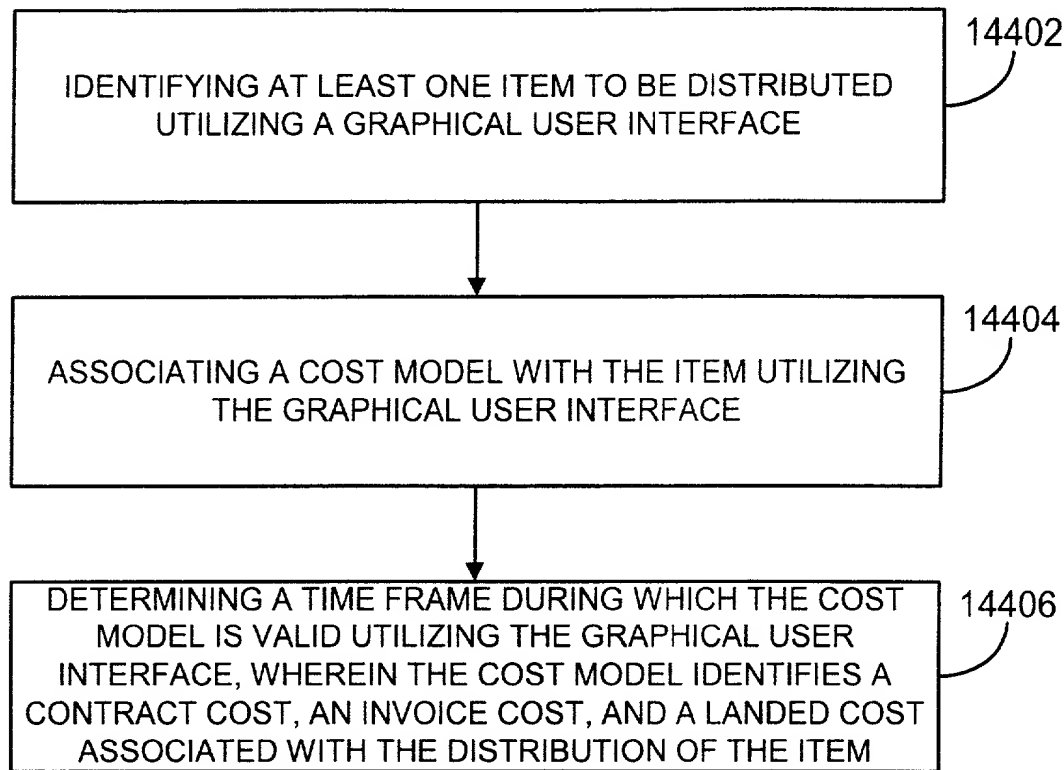 14402
IDENTIFYING AT LEAST ONE ITEM TO BE DISTRIBUTED
UTILIZING A GRAPHICAL USER INTERFACE
14404
ASSOCIATING A COST MODEL WITH THE ITEM UTILIZING
THE GRAPHICAL USER INTERFACE
14406
DETERMINING A TIME FRAME DURING WHICH THE COST
MODEL IS VALID UTILIZING THE GRAPHICAL USER
INTERFACE, WHEREIN THE COST MODEL IDENTIFIES A
CONTRACT COST, AN INVOICE COST, AND A LANDED COST
ASSOCIATED WITH THE DISTRIBUTION OF THE ITEM